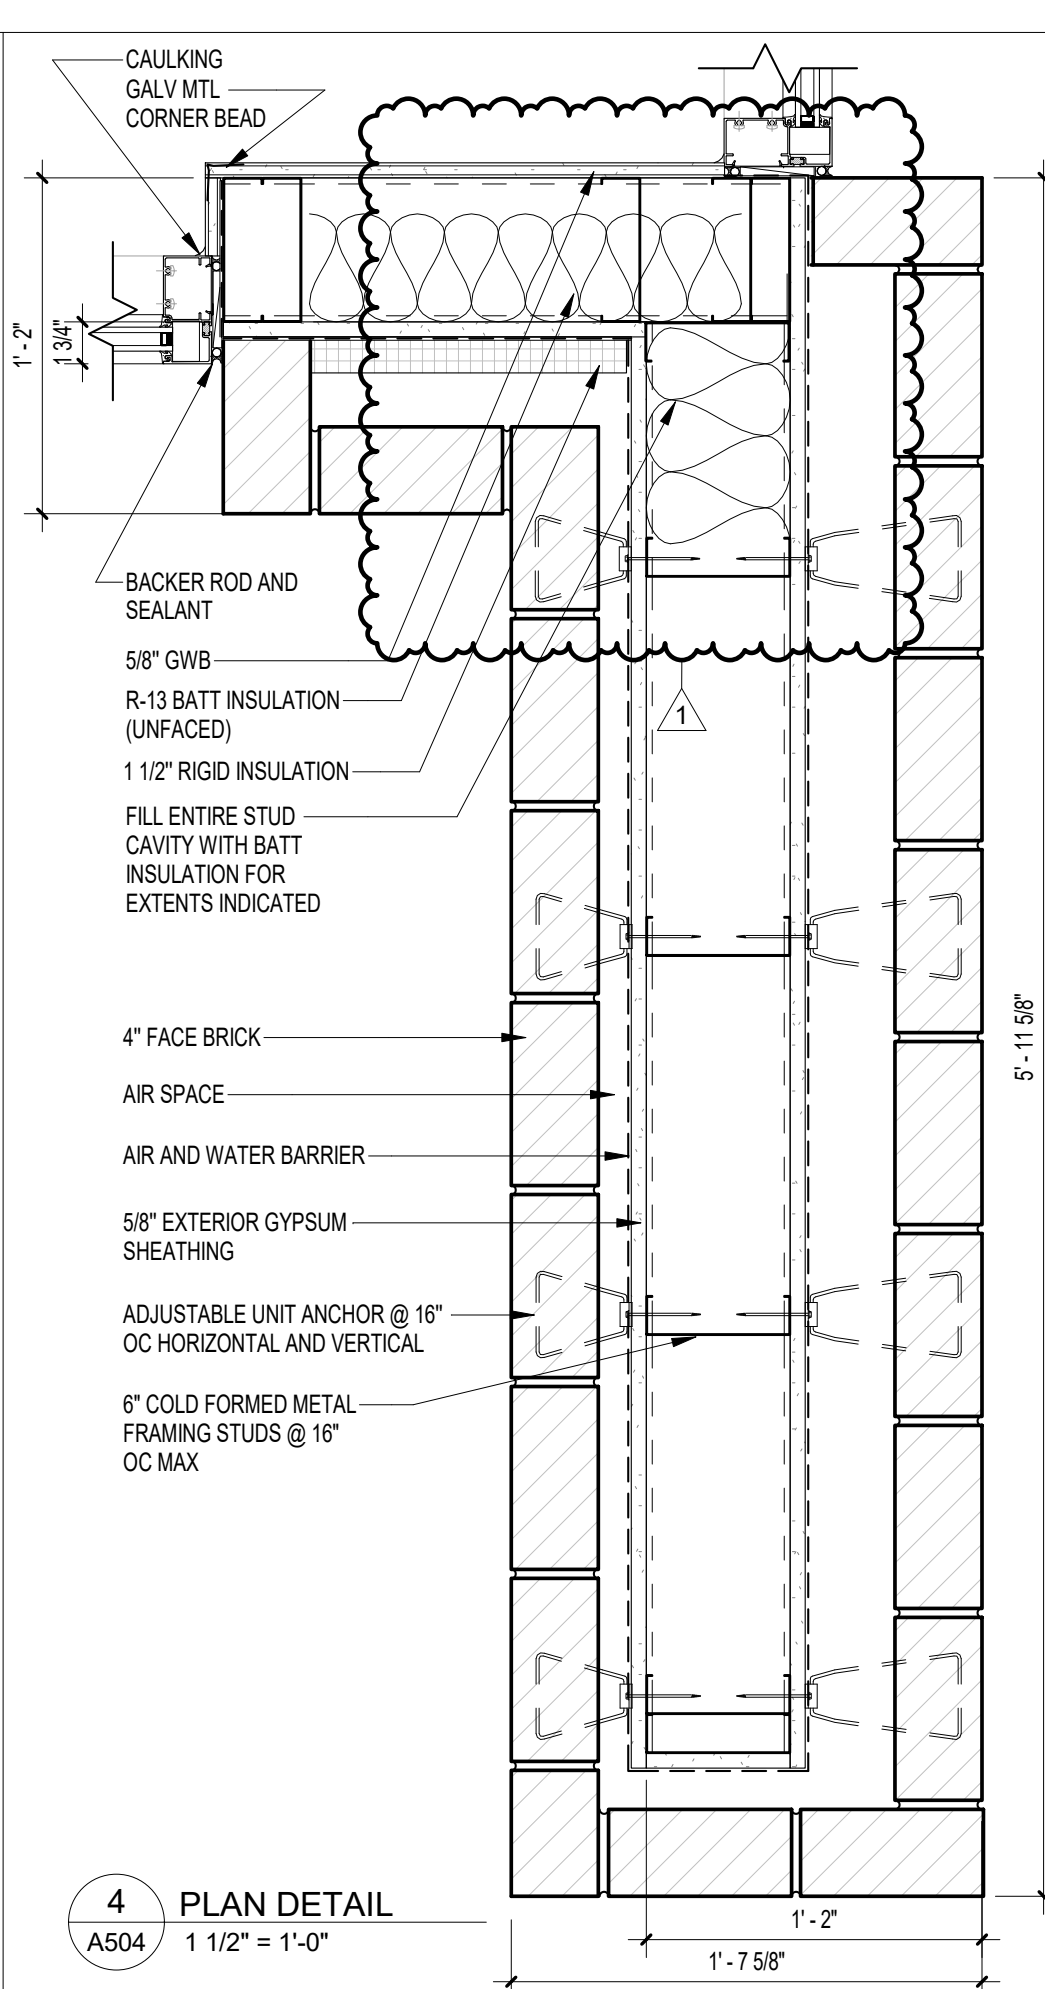 CAULKING
GALV MTL
CORNER BEAD
1' - 2"
1 3/4"
BACKER ROD AND
SEALANT
5/8" GWB
R-13 BATT INSULATION
(UNFACED)
1 1/2" RIGID INSULATION
FILL ENTIRE STUD
CAVITY WITH BATT
INSULATION FOR
EXTENTS INDICATED
1
4" FACE BRICK
AIR SPACE
AIR AND WATER BARRIER
5/8" EXTERIOR GYPSUM
SHEATHING
ADJUSTABLE UNIT ANCHOR @ 16"
OC HORIZONTAL AND VERTICAL
6" COLD FORMED METAL
FRAMING STUDS @ 16"
OC MAX
5' - 11 5/8"
4
A504
PLAN DETAIL
1 1/2" = 1'-0"
1' - 2"
1' - 7 5/8"